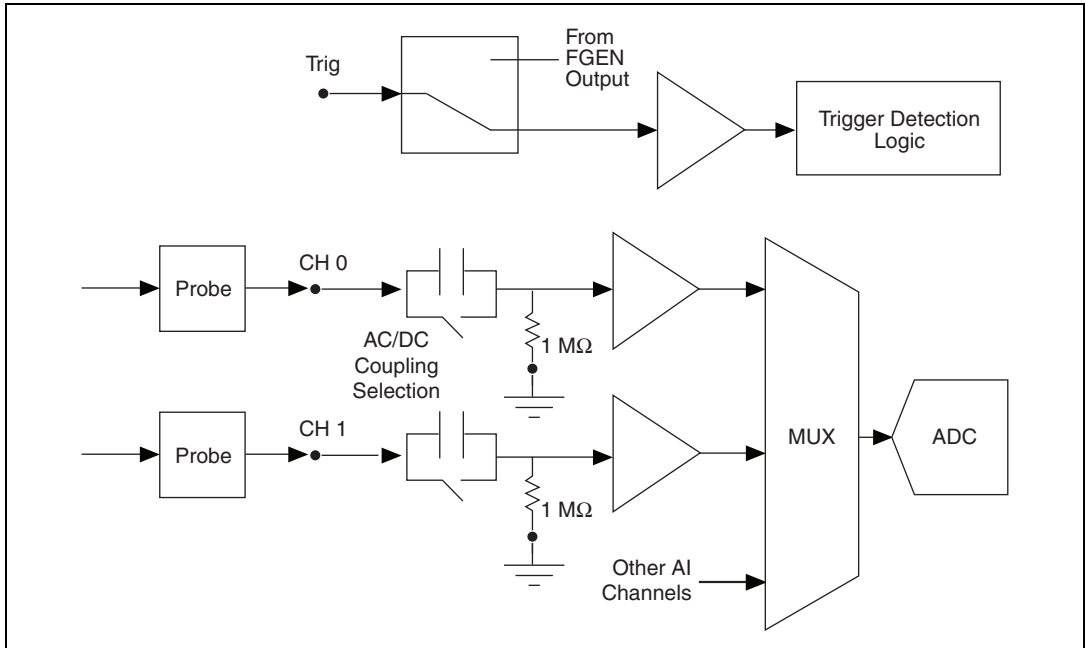 From
FGEN
Output
Trig
Trigger Detection
Logic
Probe
CH 0
AC/DC
Coupling
Selection
1 MΩ
Probe
CH 1
1 MΩ
MUX
ADC
Other AI
Channels